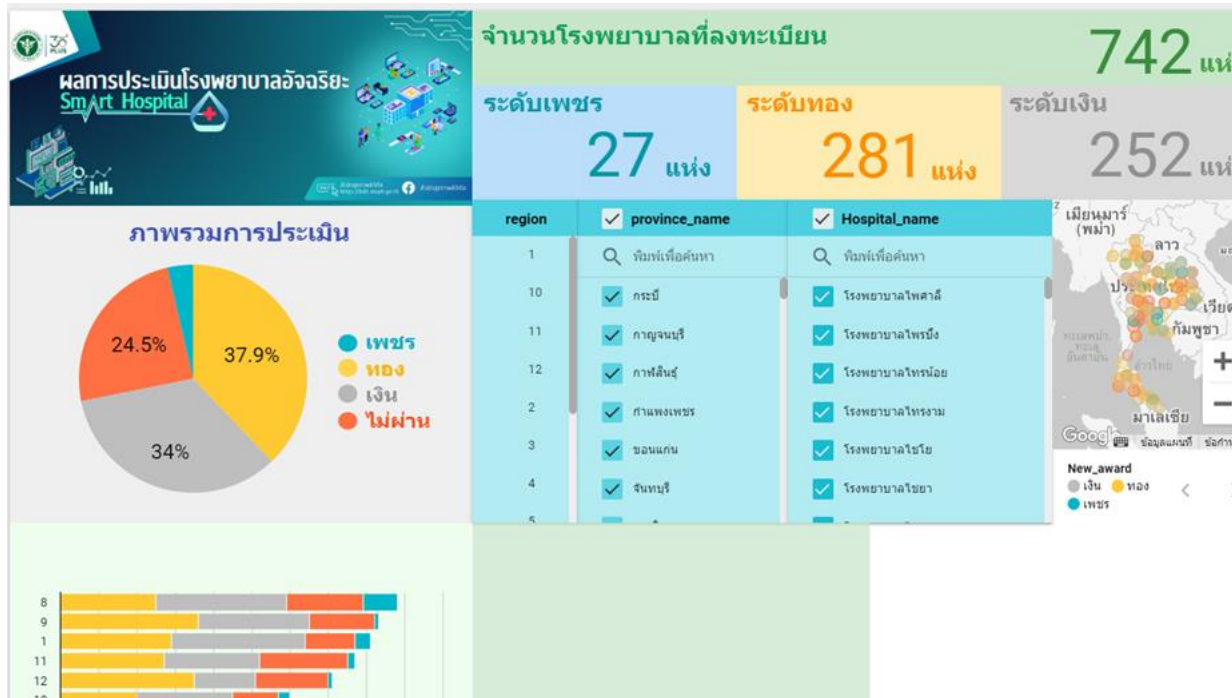 ผลการประเมินโรงพยาบาลอัจฉริยะ
SmArt Hospital
จำนวนโรงพยาบาลที่ลงทะเบียน
742 แห่
ระดับเพชร
27 แห่ง
ระดับทอง
281 แห่ง
ระดับเงิน
252 แห่
ภาพรวมการประเมิน
24.5%
37.9%
34%
เพชร
ทอง
เงิน
ไม่ผ่าน
region
province_name
Hospital_name
1
พิมพ์เพื่อค้นหา
พิมพ์เพื่อค้นหา
10
กระบี่
โรงพยาบาลไพศาลี
11
กาญจนบุรี
โรงพยาบาลไพรบึง
12
กาฬสินธุ์
โรงพยาบาลไทรน้อย
2
กำแพงเพชร
โรงพยาบาลไทรงาม
3
ขอนแก่น
โรงพยาบาลไชโย
4
จันทบุรี
โรงพยาบาลไชยา
5
เมียนมาร์
(พม่า)
ลาว
เวียด
กัมพูชา
อ่าวไทย
มาเลเซีย
Google
ข้อมูลแผนที่
New_award
เงิน
ทอง
เพชร
8
9
1
11
12
10